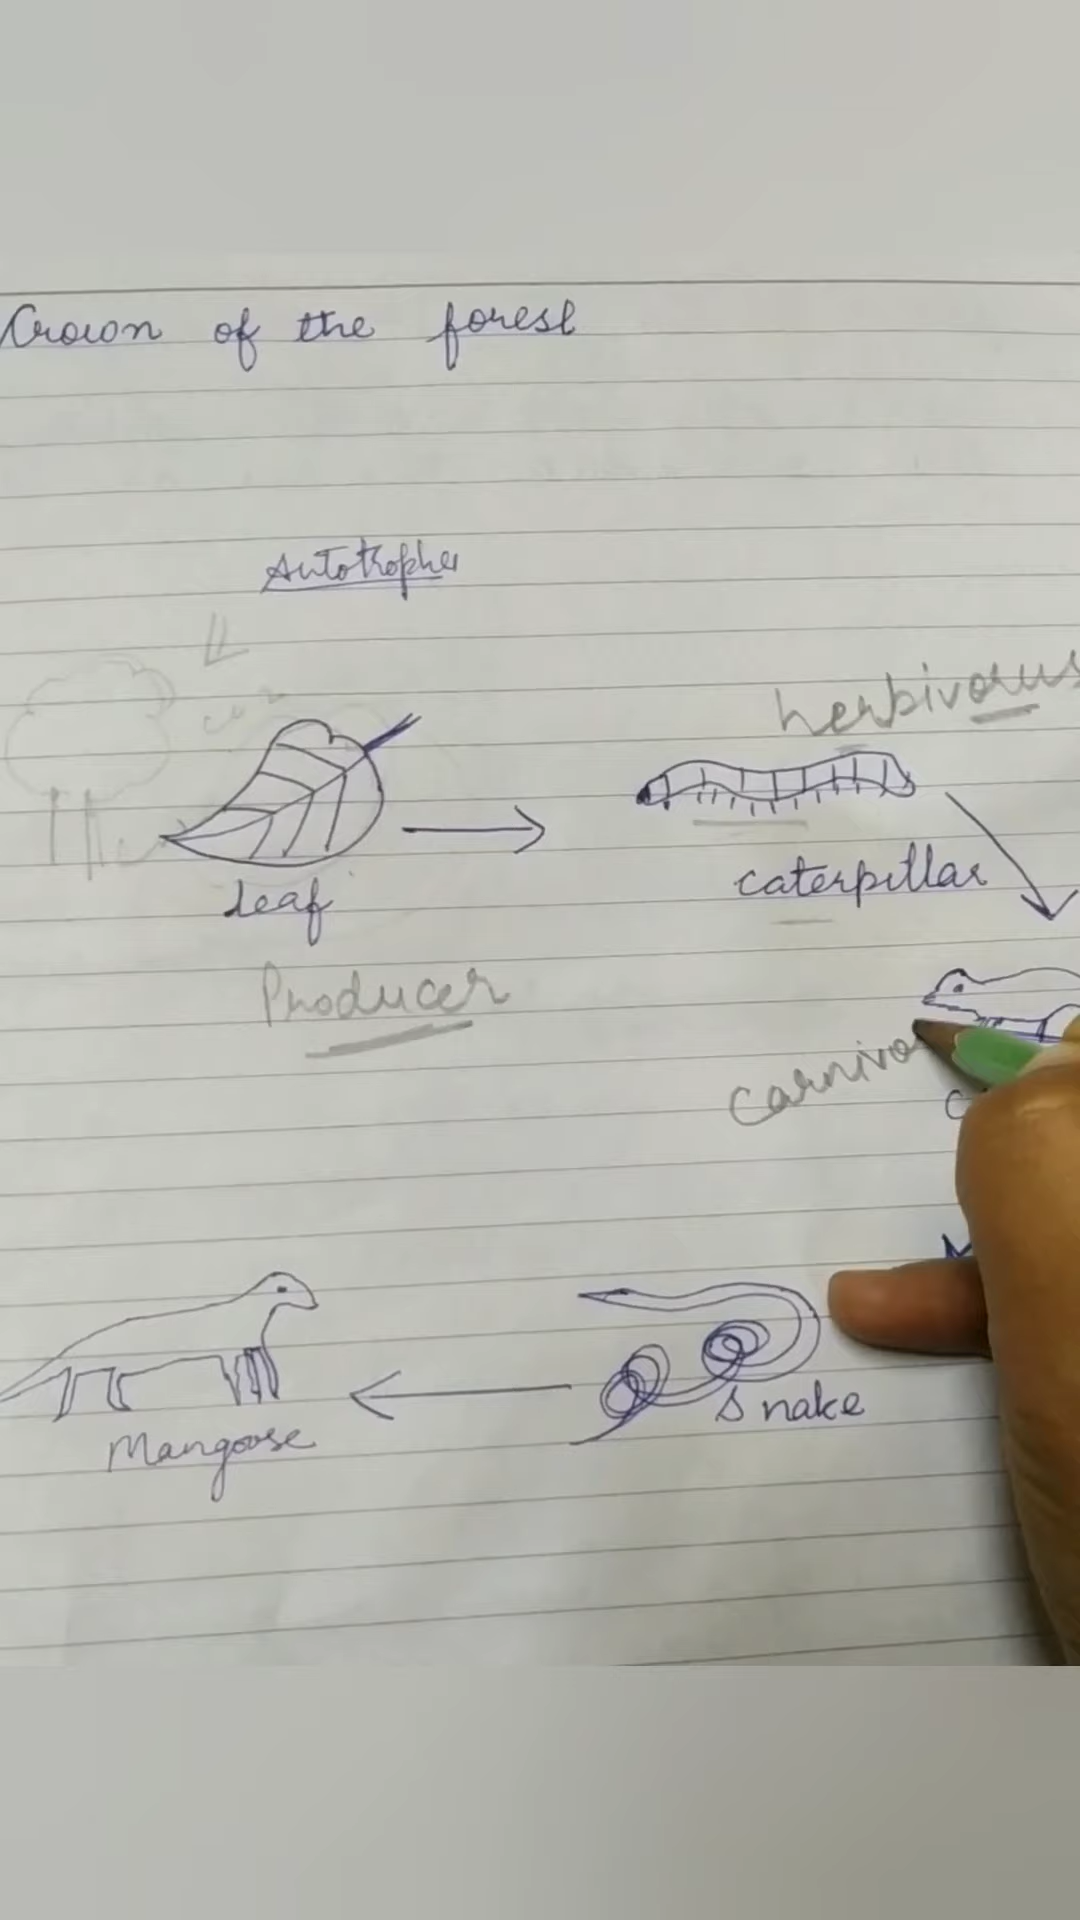 Crown of the forest
Autotrophes
herbivorus
leaf
caterpillar
Producer
carnivo
snake
Mangoose